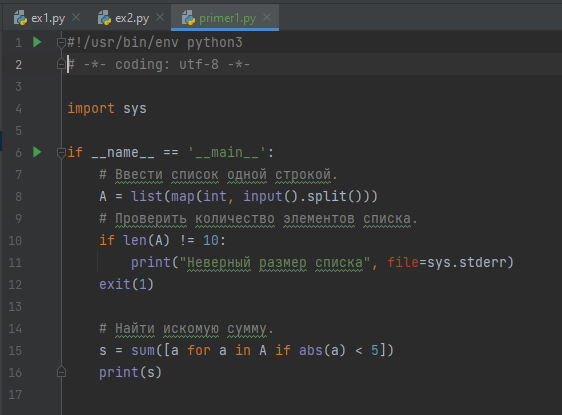 ex1.py ex2.py primer1.py
1 #!/usr/bin/env python3
2 # -*- coding: utf-8 -*-
3
4 import sys
5
6 if __name__ == '__main__':
7 # Ввести список одной строкой.
8 A = list(map(int, input().split()))
9 # Проверить количество элементов списка.
10 if len(A) != 10:
11 print("Неверный размер списка", file=sys.stderr)
12 exit(1)
13
14 # Найти искомую сумму.
15 s = sum([a for a in A if abs(a) < 5])
16 print(s)
17